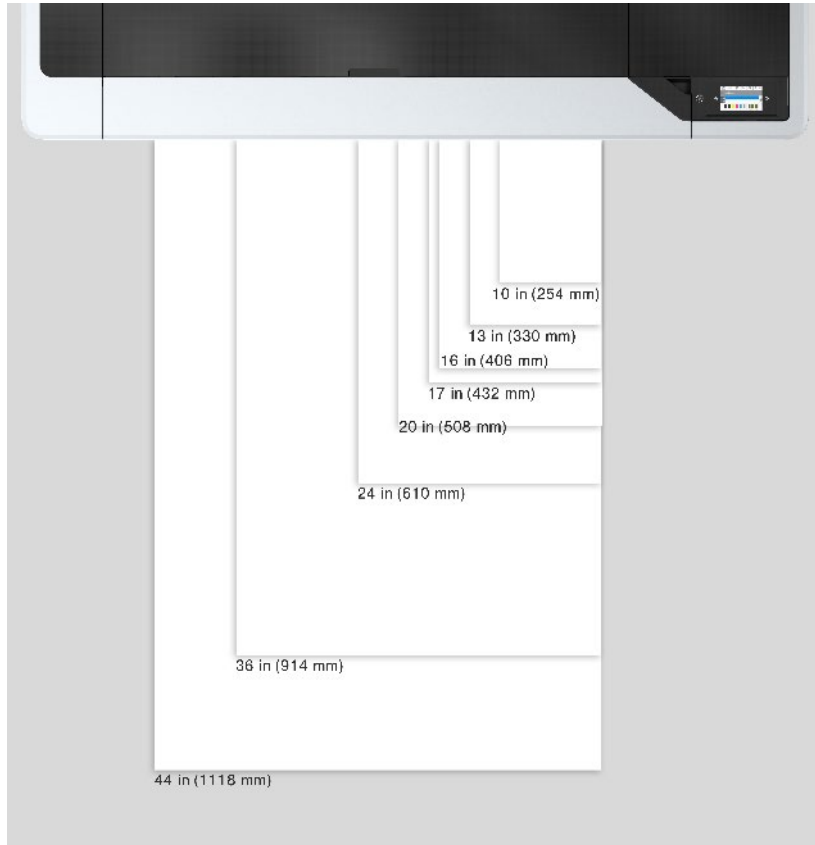 10 in (254 mm)
13 in (330 mm)
16 in (406 mm)
17 in (432 mm)
20 in (508 mm)
24 in (610 mm)
36 in (914 mm)
44 in (1118 mm)